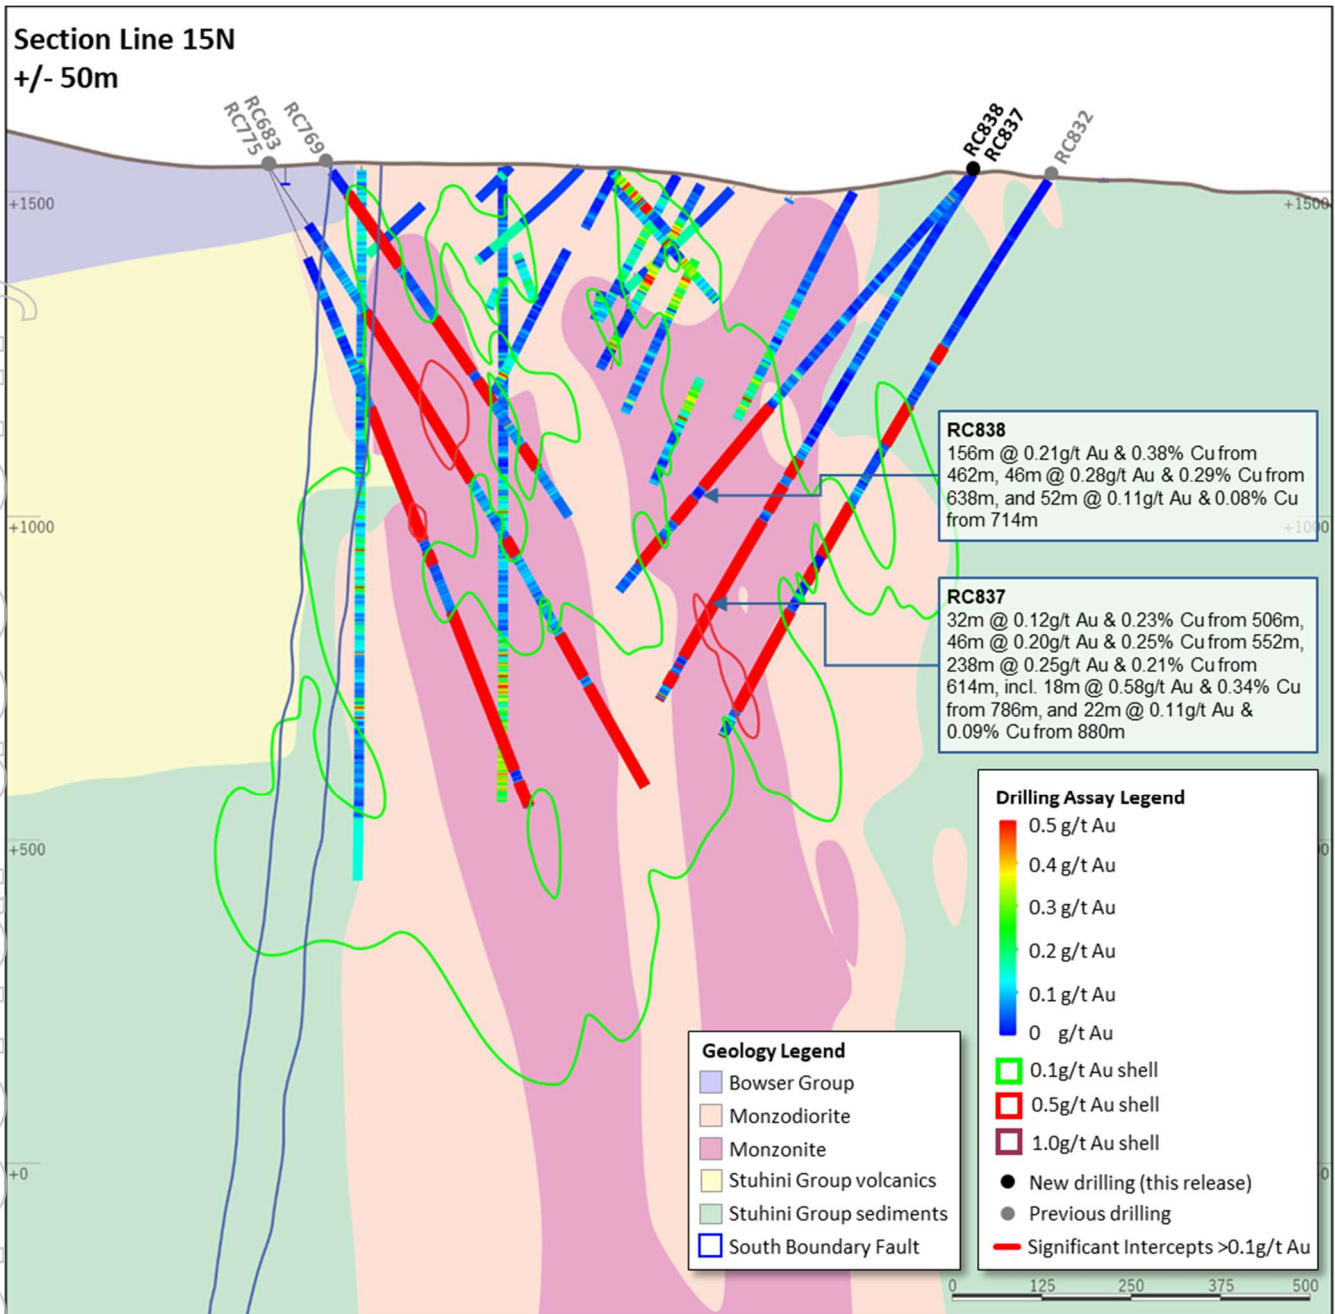 Section Line 15N
+/- 50m
RC775
RC683
RC769
RC838
RC837
RC832
+1500
+1500
+1000
+1000
+500
+0
RC838
156m @ 0.21g/t Au & 0.38% Cu from
462m, 46m @ 0.28g/t Au & 0.29% Cu from
638m, and 52m @ 0.11g/t Au & 0.08% Cu
from 714m
RC837
32m @ 0.12g/t Au & 0.23% Cu from 506m,
46m @ 0.20g/t Au & 0.25% Cu from 552m,
238m @ 0.25g/t Au & 0.21% Cu from
614m, incl. 18m @ 0.58g/t Au & 0.34% Cu
from 786m, and 22m @ 0.11g/t Au &
0.09% Cu from 880m
Drilling Assay Legend
0.5 g/t Au
0.4 g/t Au
0.3 g/t Au
0.2 g/t Au
0.1 g/t Au
0 g/t Au
0.1g/t Au shell
0.5g/t Au shell
1.0g/t Au shell
New drilling (this release)
Previous drilling
Significant Intercepts >0.1g/t Au
Geology Legend
Bowser Group
Monzodiorite
Monzonite
Stuhini Group volcanics
Stuhini Group sediments
South Boundary Fault
0 125 250 375 500